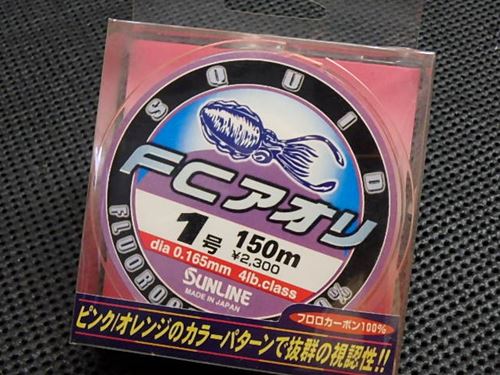 SQUID
FCアオリ
1号 150m
¥2,300
dia 0.165mm 4lb.class
SUNLINE
MADE IN JAPAN
フロロカーボン100%
ピンク/オレンジのカラーパターンで抜群の視認性!!